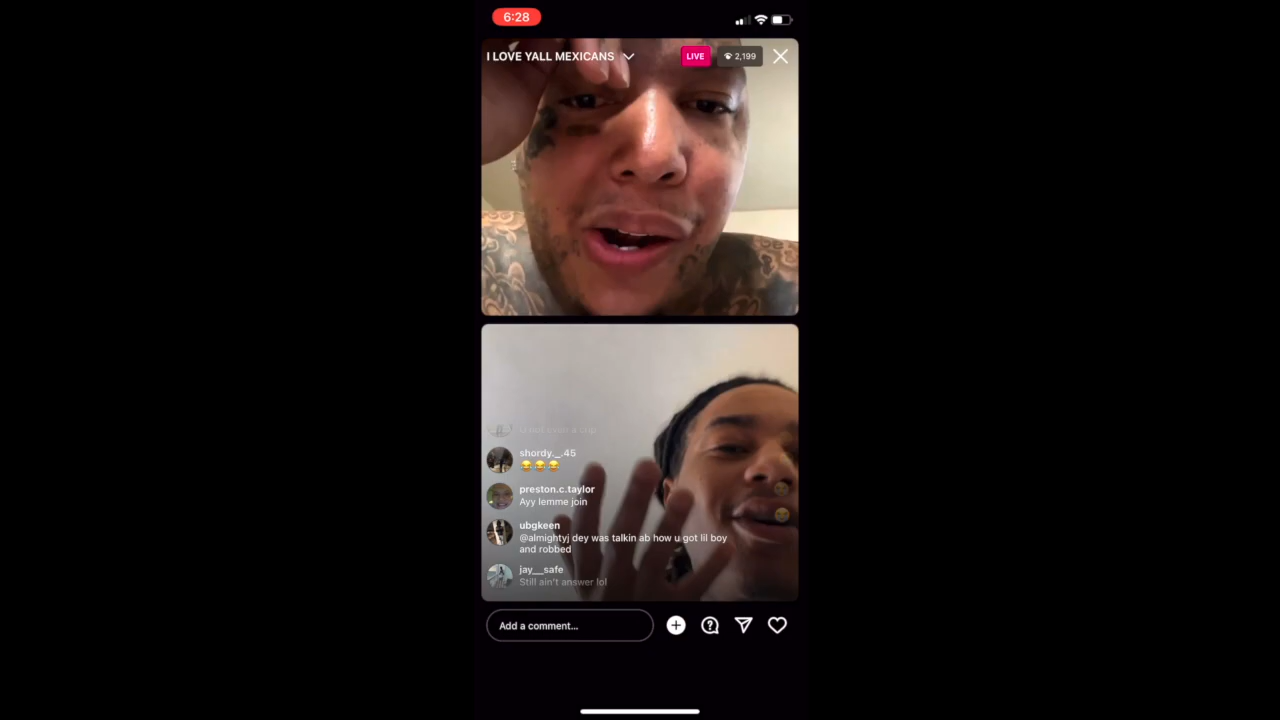 6:28
I LOVE YALL MEXICANS
LIVE
2,199
shordy._.45
😂😂😂
preston.c.taylor
Ayy lemme join
ubgkeen
@almightyj dey was talkin ab how u got lil boy
and robbed
jay__safe
Still ain't answer lol
Add a comment...